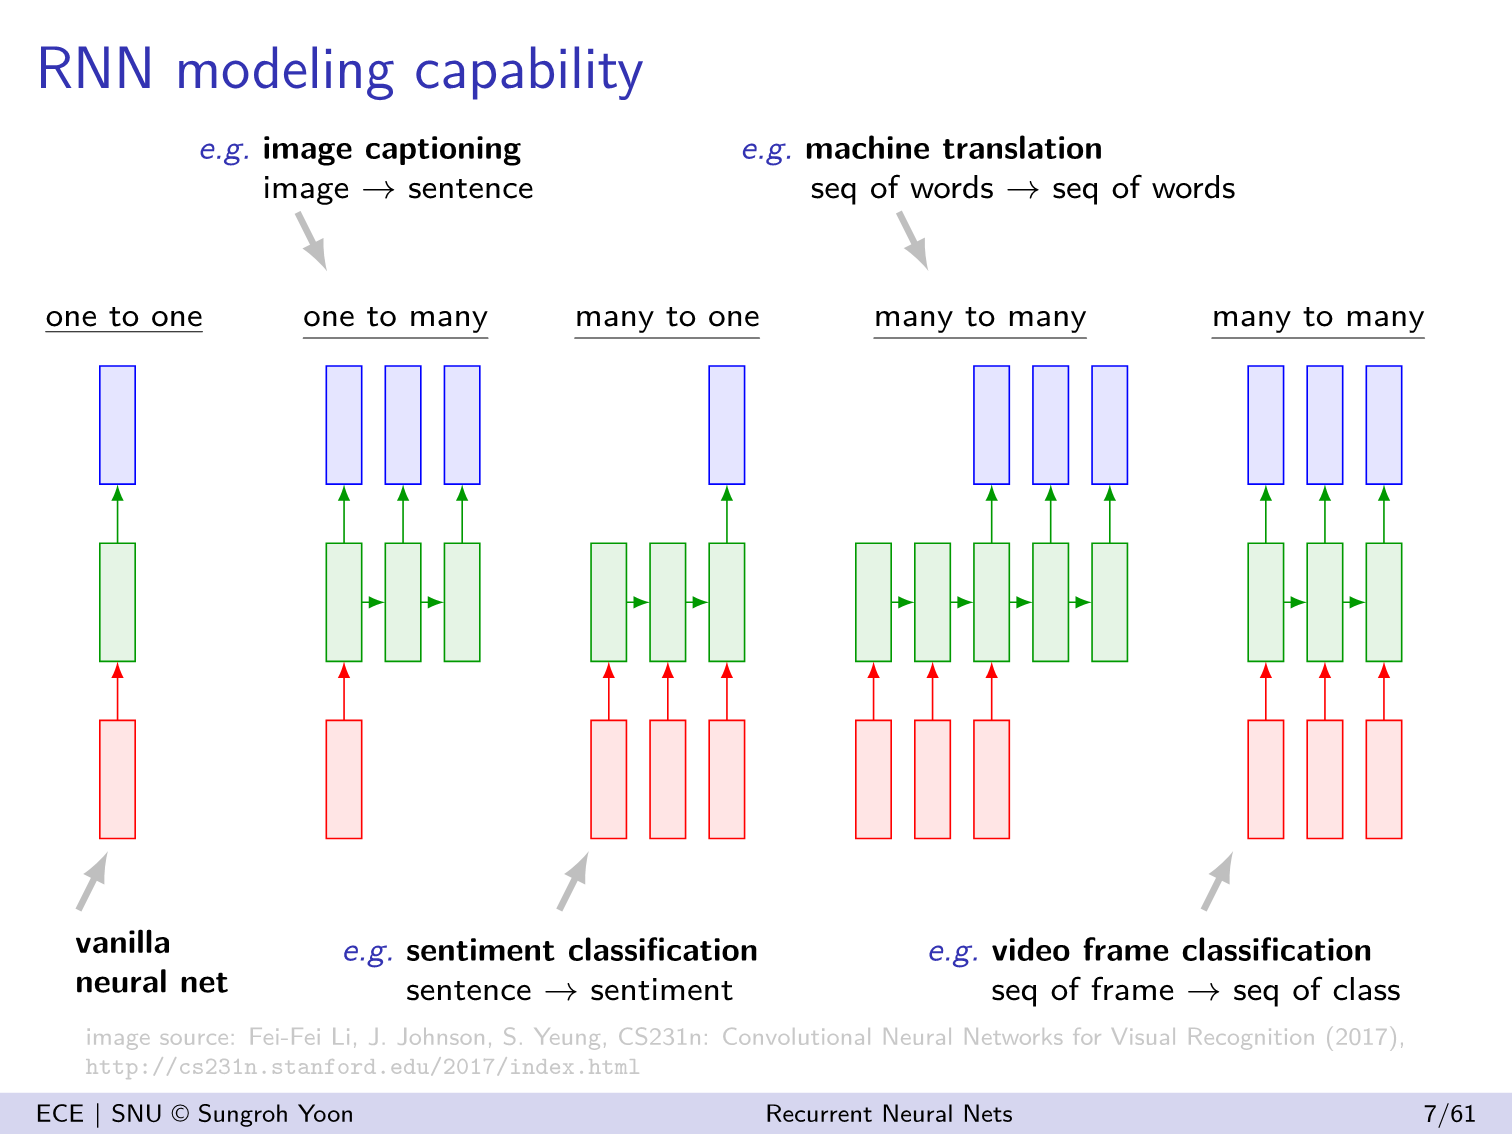 RNN modeling capability
e.g. image captioning
image → sentence
e.g. machine translation
seq of words → seq of words
one to one
one to many
many to one
many to many
many to many
vanilla
neural net
e.g. sentiment classification
sentence → sentiment
e.g. video frame classification
seq of frame → seq of class
image source: Fei-Fei Li, J. Johnson, S. Yeung, CS231n: Convolutional Neural Networks for Visual Recognition (2017),
http://cs231n.stanford.edu/2017/index.html
ECE | SNU © Sungroh Yoon
Recurrent Neural Nets
7/61